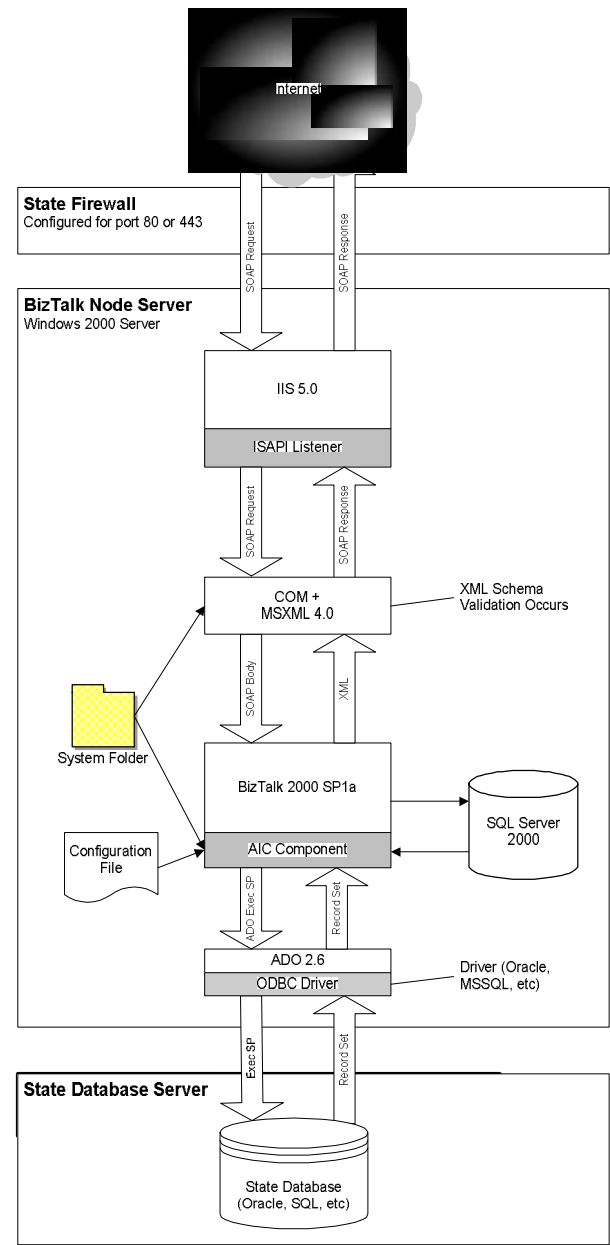 nternet
State Firewall
Configured for port 80 or 443
SOAP Request
SOAP Response
BizTalk Node Server
Windows 2000 Server
IIS 5.0
ISAPI Listener
SOAP Request
SOAP Response
COM +
MSXML 4.0
XML Schema
Validation Occurs
SOAP Body
XML
System Folder
BizTalk 2000 SP1a
SQL Server
2000
AIC Component
Configuration
File
ADO Exec SP
Record Set
ADO 2.6
ODBC Driver
Driver (Oracle,
MSSQL, etc)
Exec SP
Record Set
State Database Server
State Database
(Oracle, SQL, etc)